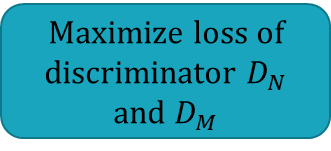 Maximize loss of
discriminator $D_N$
and $D_M$